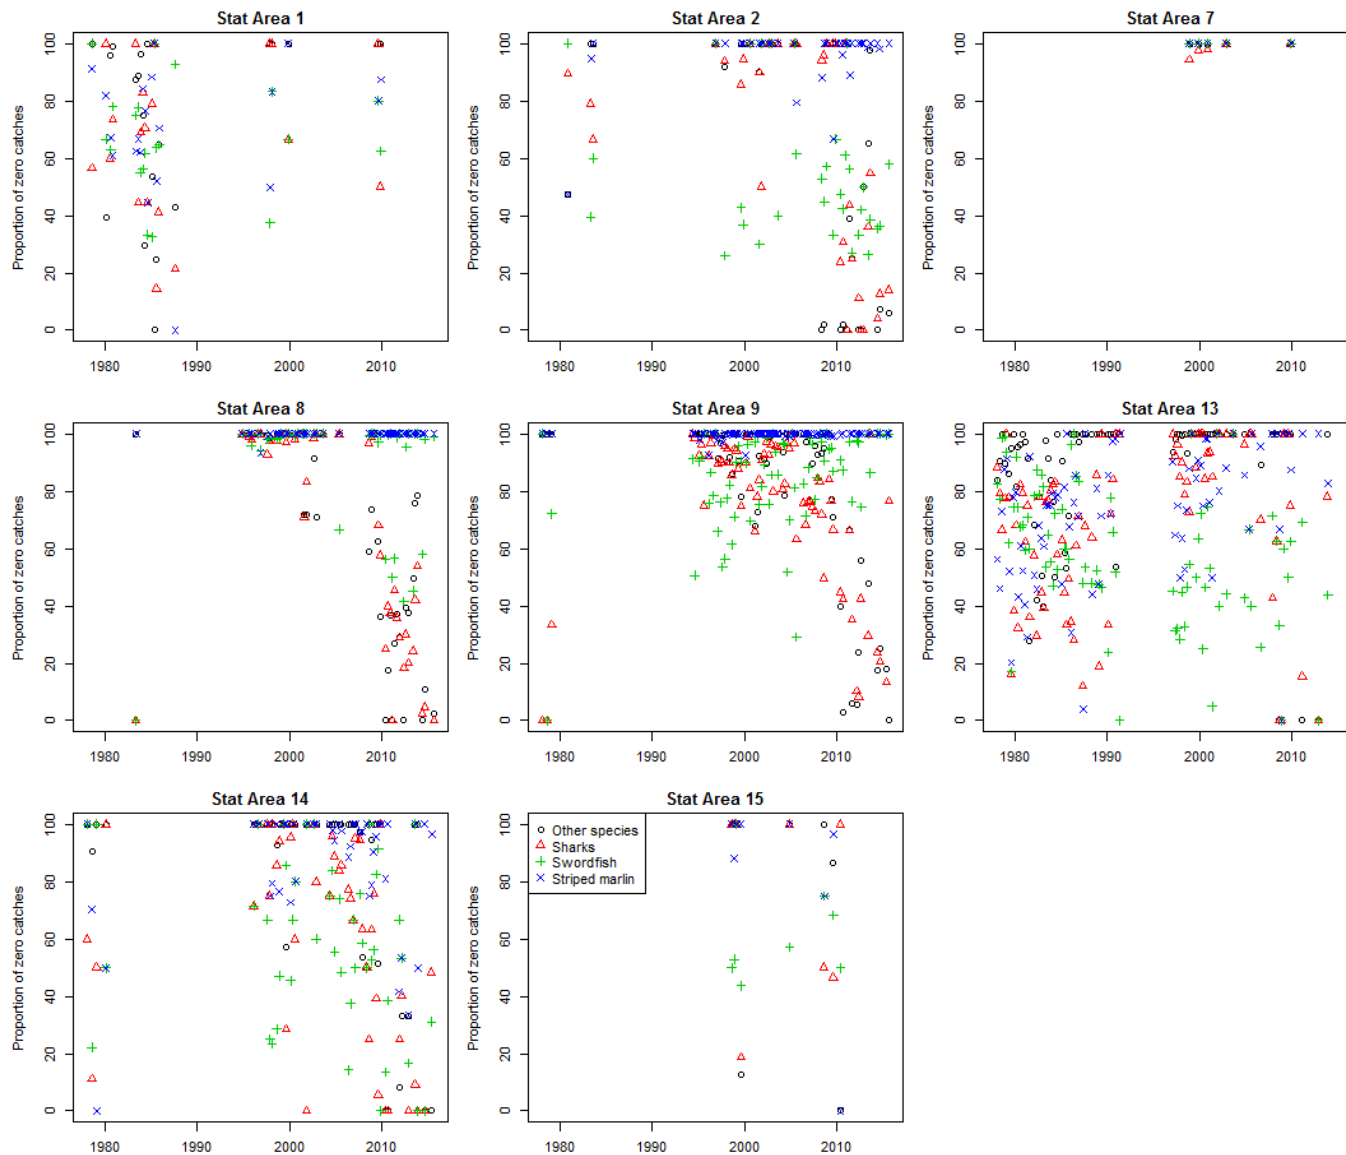 Stat Area 1
Proportion of zero catches
100
80
60
40
20
0
1980 1990 2000 2010
Stat Area 2
Proportion of zero catches
100
80
60
40
20
0
1980 1990 2000 2010
Stat Area 7
Proportion of zero catches
100
80
60
40
20
0
1980 1990 2000 2010
Stat Area 8
Proportion of zero catches
100
80
60
40
20
0
1980 1990 2000 2010
Stat Area 9
Proportion of zero catches
100
80
60
40
20
0
1980 1990 2000 2010
Stat Area 13
Proportion of zero catches
100
80
60
40
20
0
1980 1990 2000 2010
Stat Area 14
Proportion of zero catches
100
80
60
40
20
0
1980 1990 2000 2010
Stat Area 15
Proportion of zero catches
100
80
60
40
20
0
1980 1990 2000 2010
Other species
Sharks
Swordfish
Striped marlin